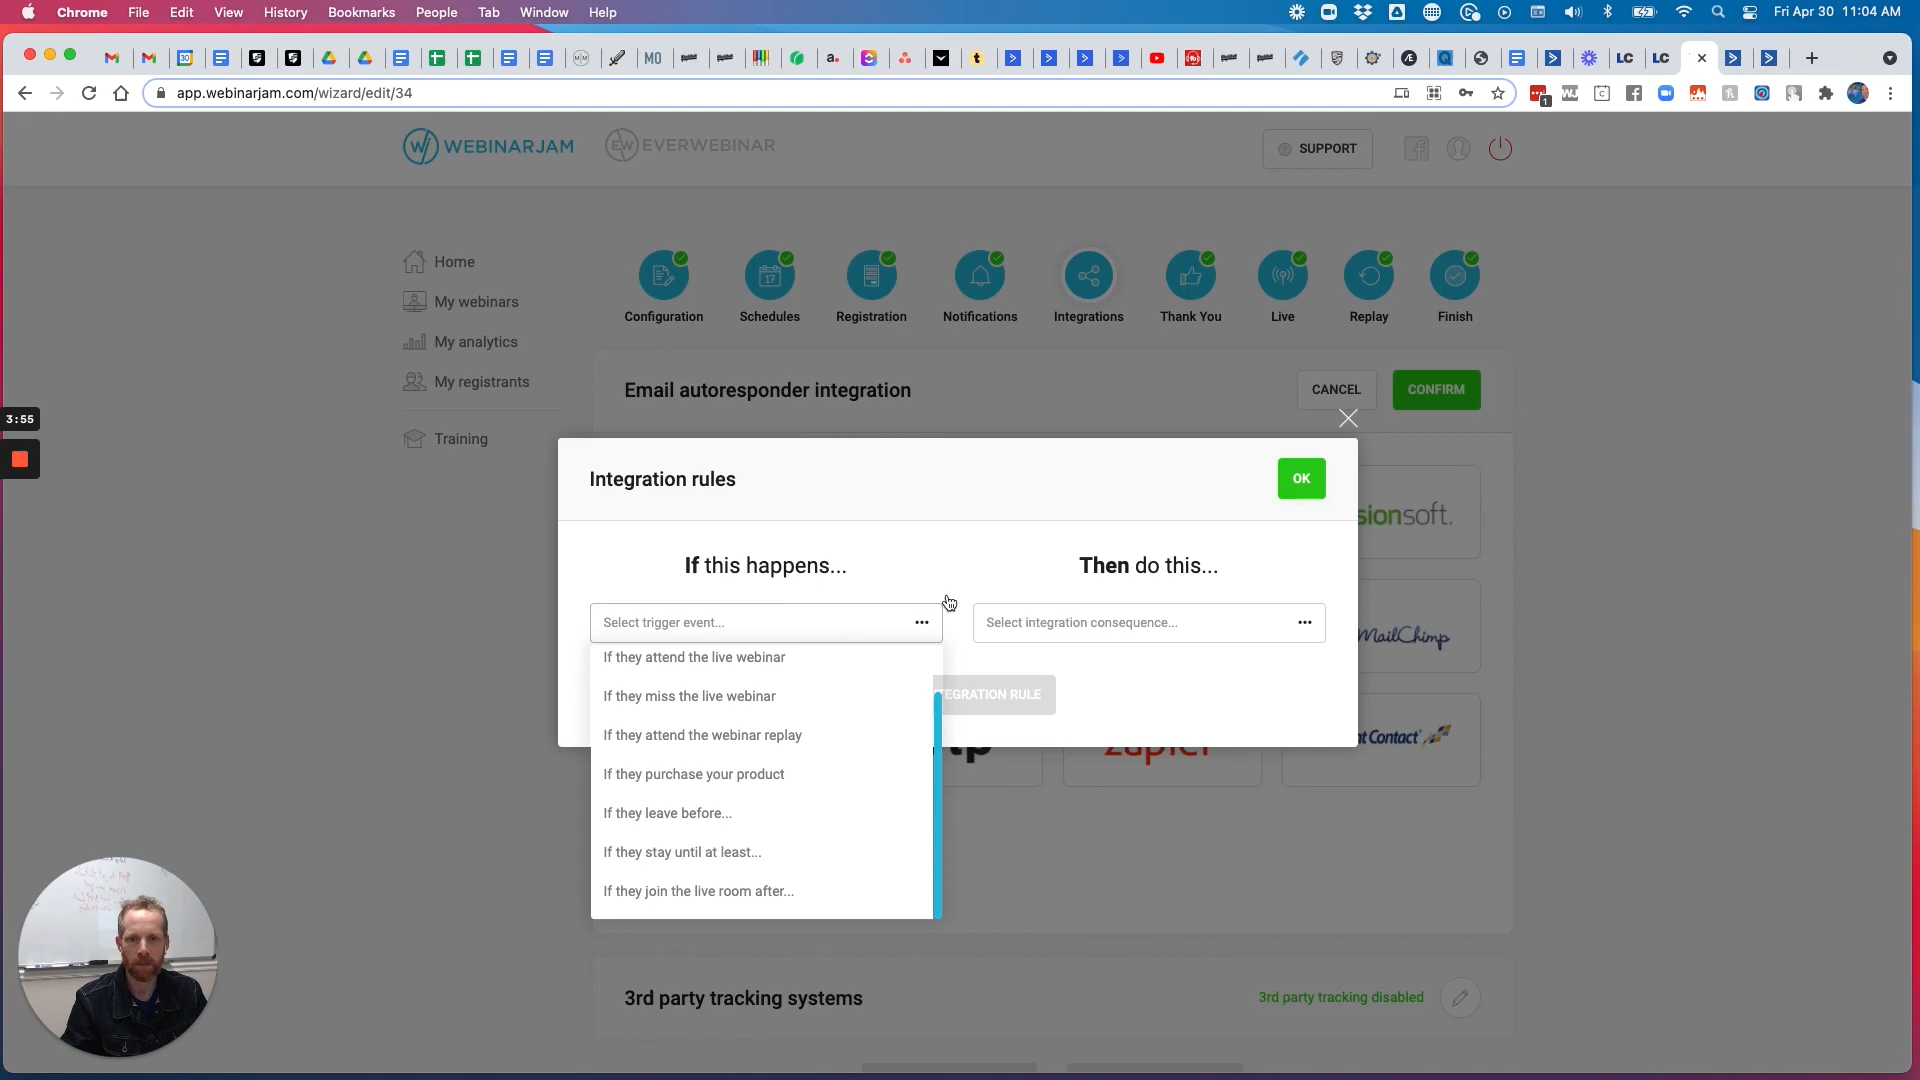 Chrome File Edit View History Bookmarks People Tab Window Help Fri Apr 30 11:04 AM
app.webinarjam.com/wizard/edit/34
WEBINARJAM EVERWEBINAR SUPPORT
Home
My webinars
My analytics
My registrants
Training
Configuration Schedules Registration Notifications Integrations Thank You Live Replay Finish
Email autoresponder integration CANCEL CONFIRM
3:55
Integration rules OK
If this happens... Then do this...
Select trigger event... Select integration consequence...
If they attend the live webinar
If they miss the live webinar
If they attend the webinar replay
If they purchase your product
If they leave before...
If they stay until at least...
If they join the live room after...
EGRATION RULE
sionsoft.
MailChimp
nt Contact
zapier
3rd party tracking systems 3rd party tracking disabled